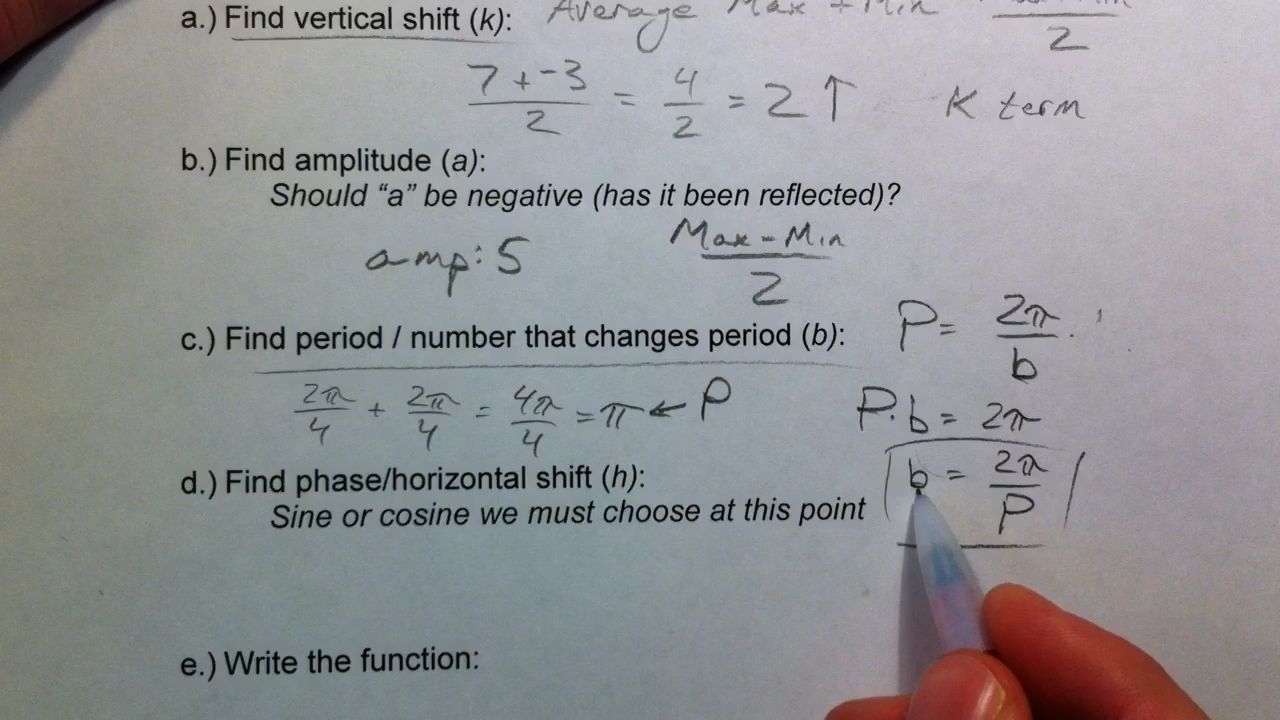 a.) Find vertical shift (k): Average Max + Min
2
7 + -3 / 2 = 4/2 = 2 ↑ K term
b.) Find amplitude (a):
Should “a” be negative (has it been reflected)?
amp: 5 Max - Min / 2
c.) Find period / number that changes period (b): P = 2π/b
2π/4 + 2π/4 = 4π/4 = π ← P P·b = 2π
d.) Find phase/horizontal shift (h): b = 2π/P
Sine or cosine we must choose at this point
e.) Write the function: